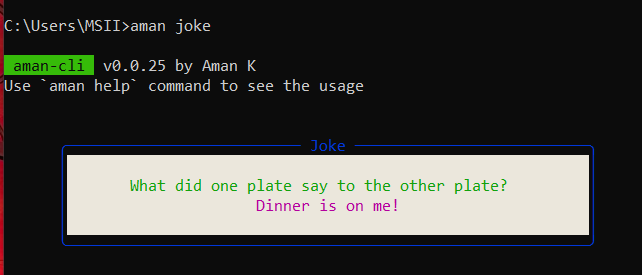 C:\Users\MSII>aman joke
aman-cli v0.0.25 by Aman K
Use `aman help` command to see the usage
Joke
What did one plate say to the other plate?
Dinner is on me!